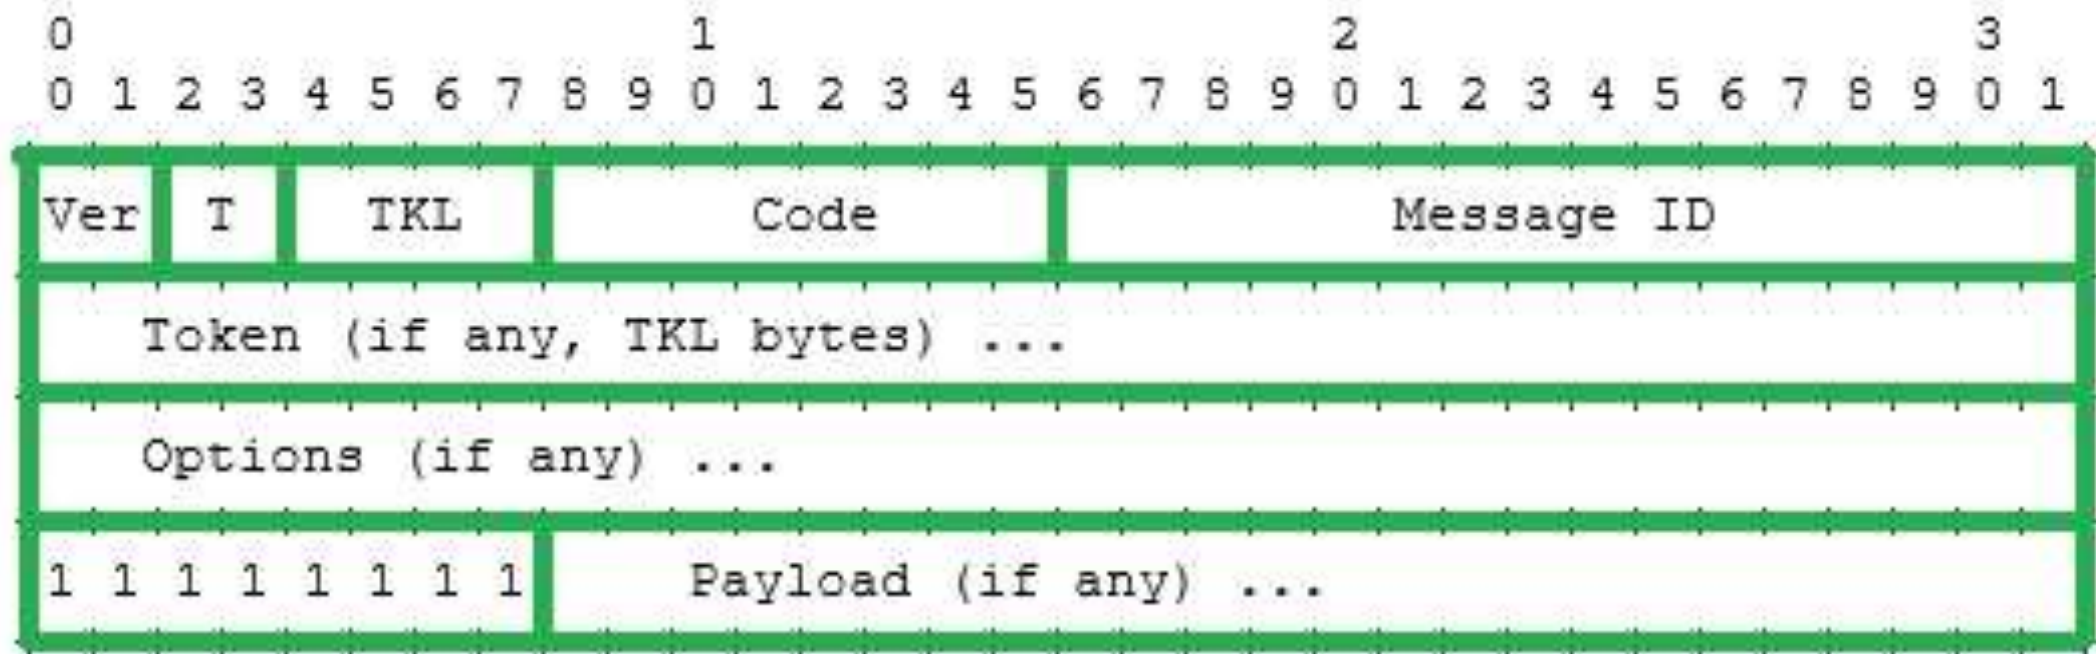 0 1 2 3
0 1 2 3 4 5 6 7 8 9 0 1 2 3 4 5 6 7 8 9 0 1 2 3 4 5 6 7 8 9 0 1
Ver T TKL Code Message ID
Token (if any, TKL bytes) ...
Options (if any) ...
1 1 1 1 1 1 1 1 Payload (if any) ...